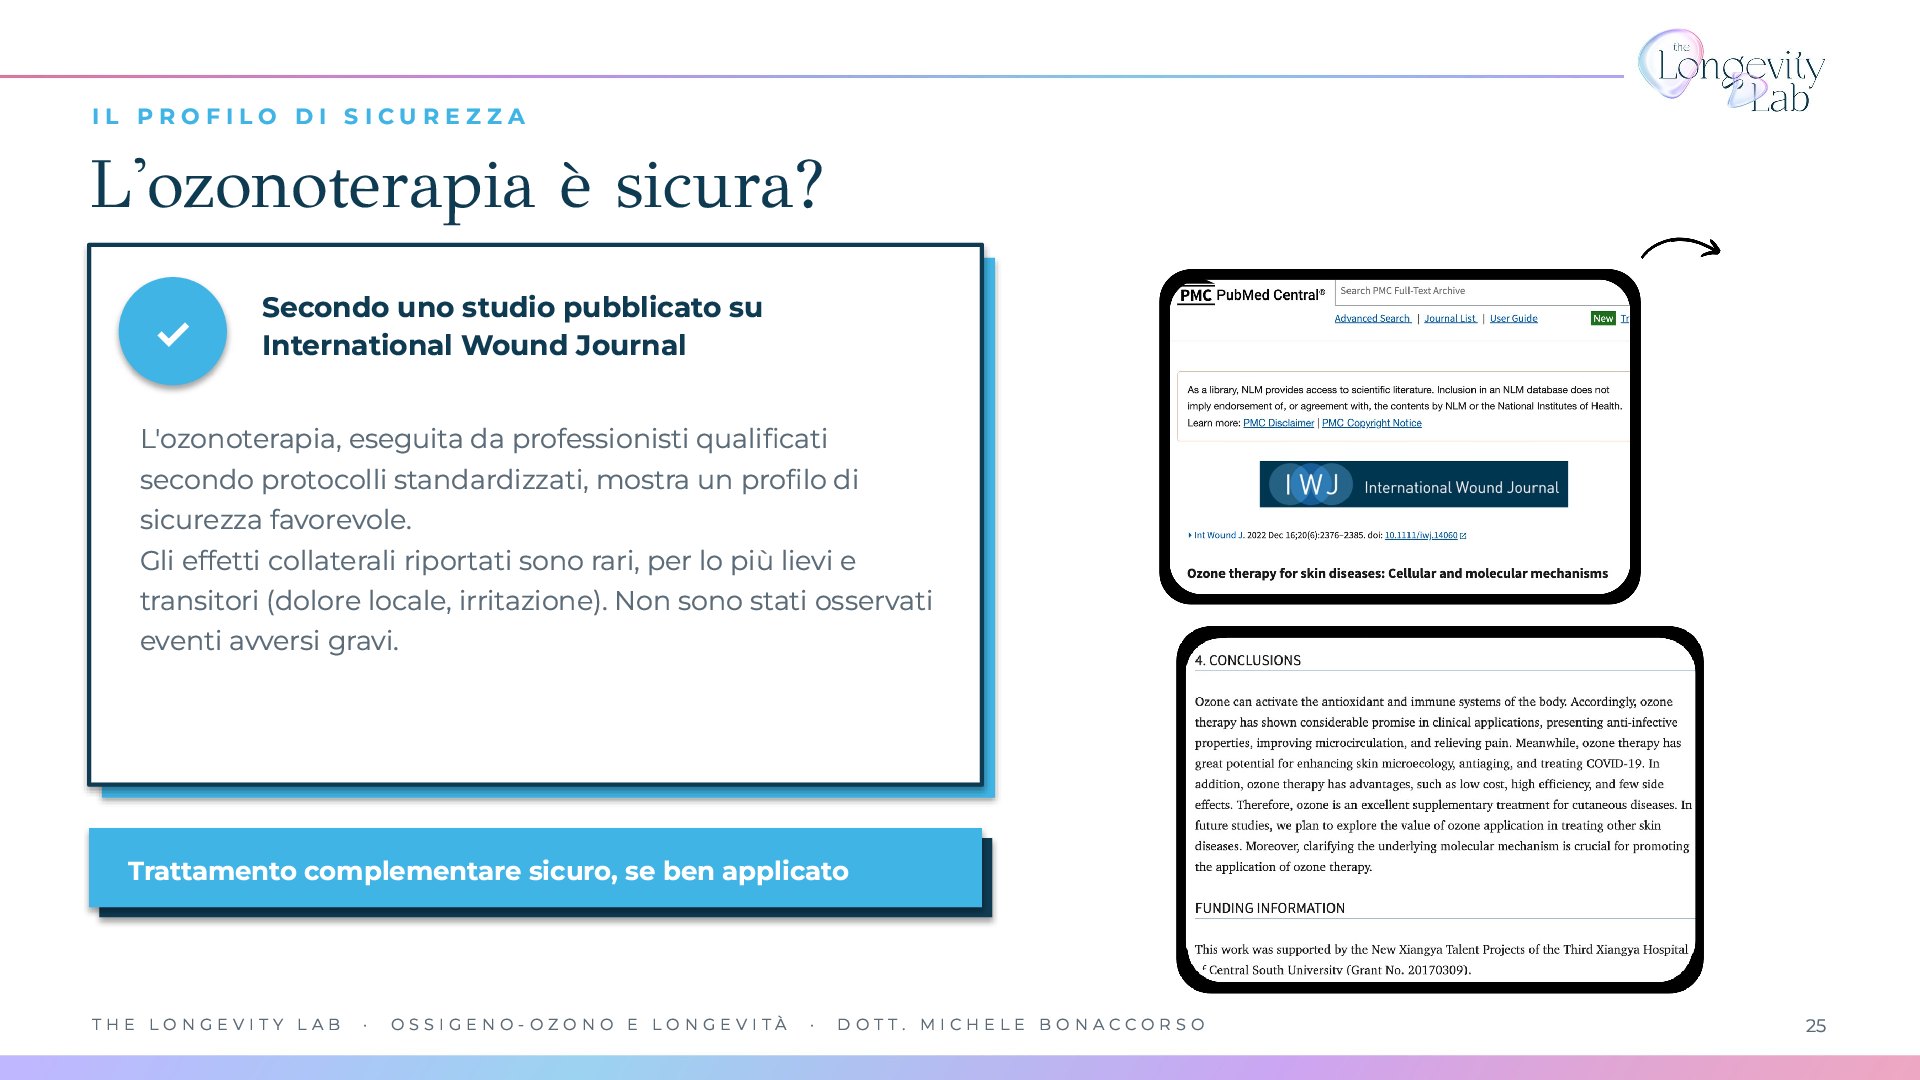 the
Longevity
Lab
IL PROFILO DI SICUREZZA
L’ozonoterapia è sicura?
Secondo uno studio pubblicato su
International Wound Journal
L'ozonoterapia, eseguita da professionisti qualificati
secondo protocolli standardizzati, mostra un profilo di
sicurezza favorevole.
Gli effetti collaterali riportati sono rari, per lo più lievi e
transitori (dolore locale, irritazione). Non sono stati osservati
eventi avversi gravi.
Trattamento complementare sicuro, se ben applicato
PMC PubMed Central®
Search PMC Full-Text Archive
Advanced Search | Journal List | User Guide
New
As a library, NLM provides access to scientific literature. Inclusion in an NLM database does not
imply endorsement of, or agreement with, the contents by NLM or the National Institutes of Health.
Learn more: PMC Disclaimer | PMC Copyright Notice
IWJ International Wound Journal
Int Wound J. 2022 Dec 16;20(6):2376–2385. doi: 10.1111/iwj.14060
Ozone therapy for skin diseases: Cellular and molecular mechanisms
4. CONCLUSIONS
Ozone can activate the antioxidant and immune systems of the body. Accordingly, ozone
therapy has shown considerable promise in clinical applications, presenting anti-infective
properties, improving microcirculation, and relieving pain. Meanwhile, ozone therapy has
great potential for enhancing skin microecology, antiaging, and treating COVID-19. In
addition, ozone therapy has advantages, such as low cost, high efficiency, and few side
effects. Therefore, ozone is an excellent supplementary treatment for cutaneous diseases. In
future studies, we plan to explore the value of ozone application in treating other skin
diseases. Moreover, clarifying the underlying molecular mechanism is crucial for promoting
the application of ozone therapy.
FUNDING INFORMATION
This work was supported by the New Xiangya Talent Projects of the Third Xiangya Hospital
Central South University (Grant No. 20170309).
THE LONGEVITY LAB · OSSIGENO-OZONO E LONGEVITÀ · DOTT. MICHELE BONACCORSO
25